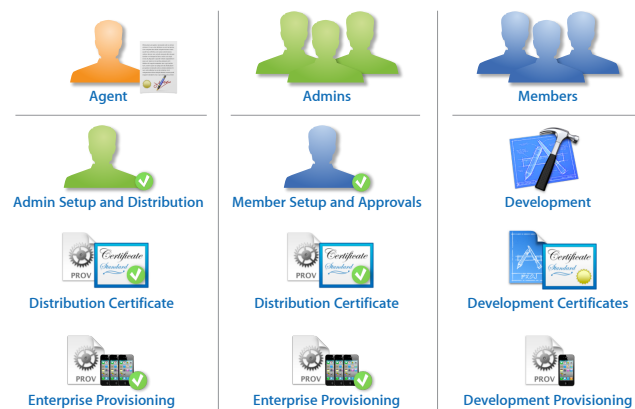 Agent
Admins
Members
Admin Setup and Distribution
Member Setup and Approvals
Development
PROV
Certificate
Standard
PROV
Certificate
Standard
Certificate
Standard
Distribution Certificate
Distribution Certificate
Development Certificates
PROV
PROV
PROV
Enterprise Provisioning
Enterprise Provisioning
Development Provisioning